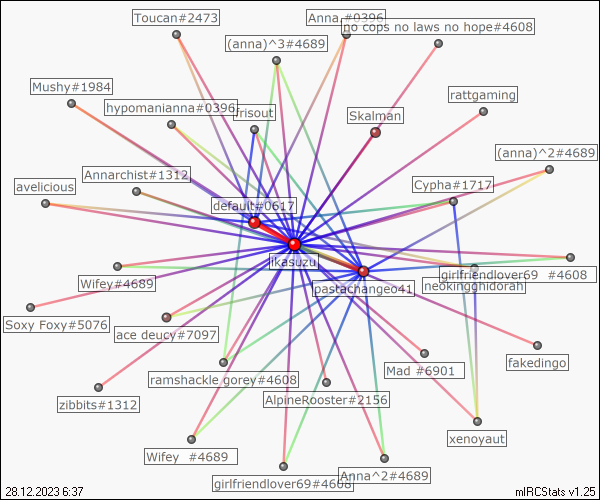 Toucan#2473
Anna #0396
no cops no laws no hope#4608
(anna)^3#4689
Mushy#1984
rattgaming
hypomanianna#0396
frisout
Skalman
(anna)^2#4689
Annarchist#1312
Cypha#1717
avelicious
default#0617
ikasuzu
girlfriendlover69 #4608
Wifey#4689
pastachangeo41
neokingghidorah
Soxy Foxy#5076
ace deucy#7097
fakedingo
Mad #6901
ramshackle gorey#4608
zibbits#1312
AlpineRooster#2156
xenoyaut
Wifey #4689
Anna^2#4689
girlfriendlover69#4608
28.12.2023 6:37
mIRCStats v1.25